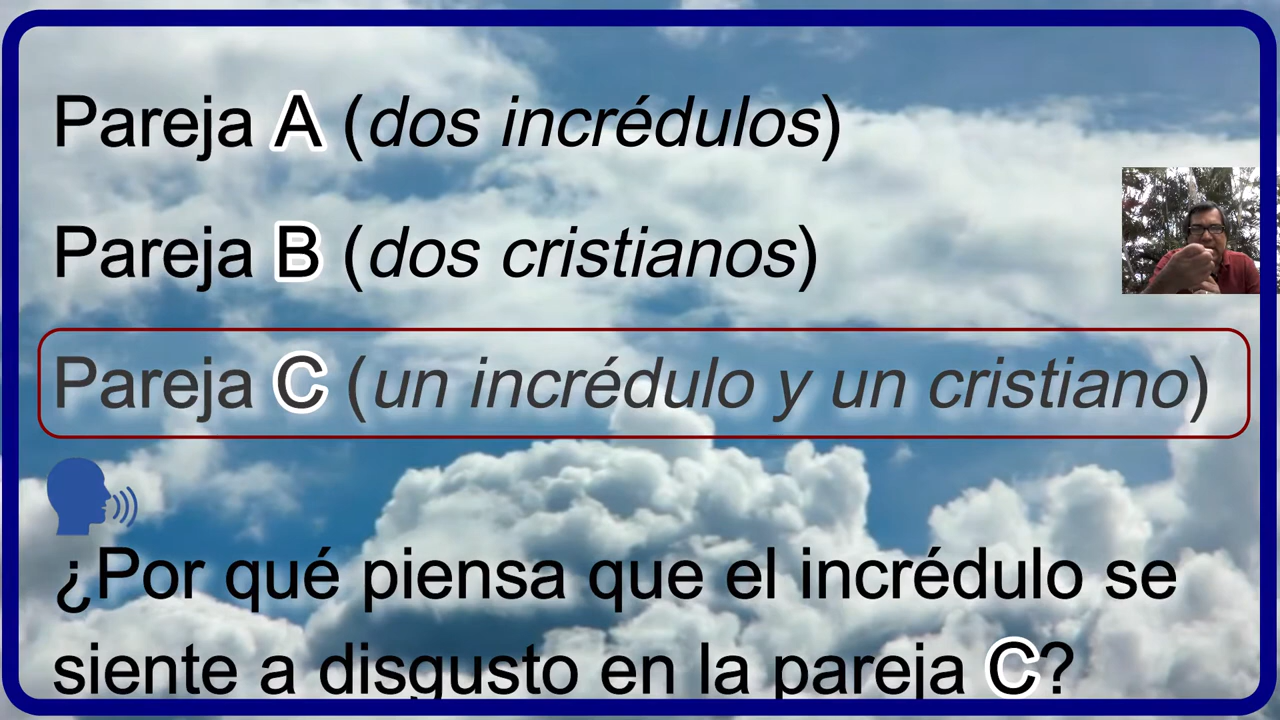 Pareja A (dos incrédulos)
Pareja B (dos cristianos)
Pareja C (un incrédulo y un cristiano)
¿Por qué piensa que el incrédulo se
siente a disgusto en la pareja C?